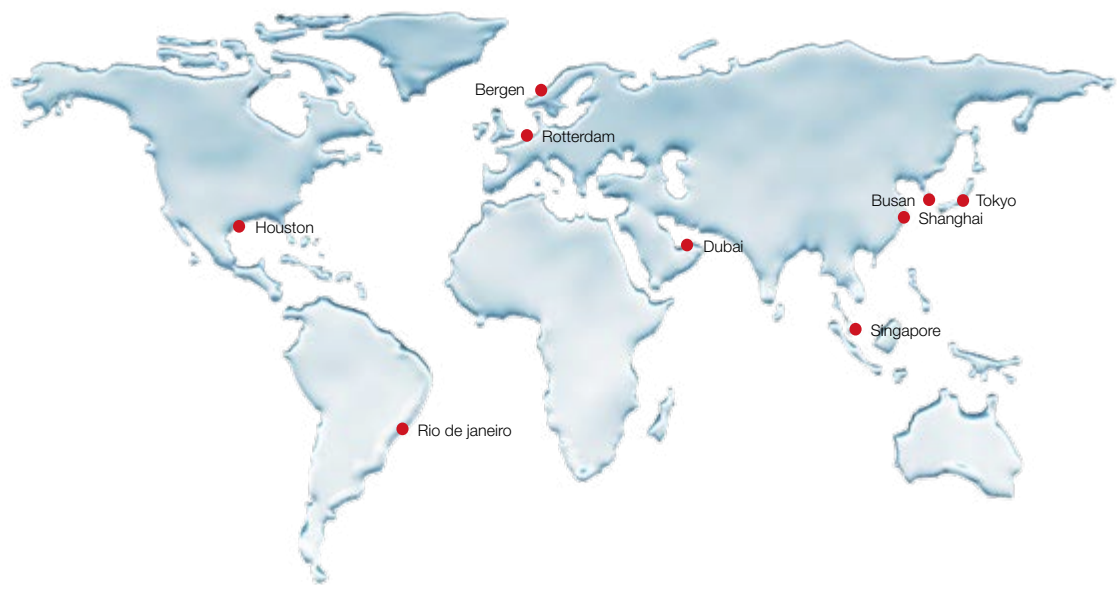 Bergen
Rotterdam
Busan
Tokyo
Shanghai
Houston
Dubai
Singapore
Rio de janeiro